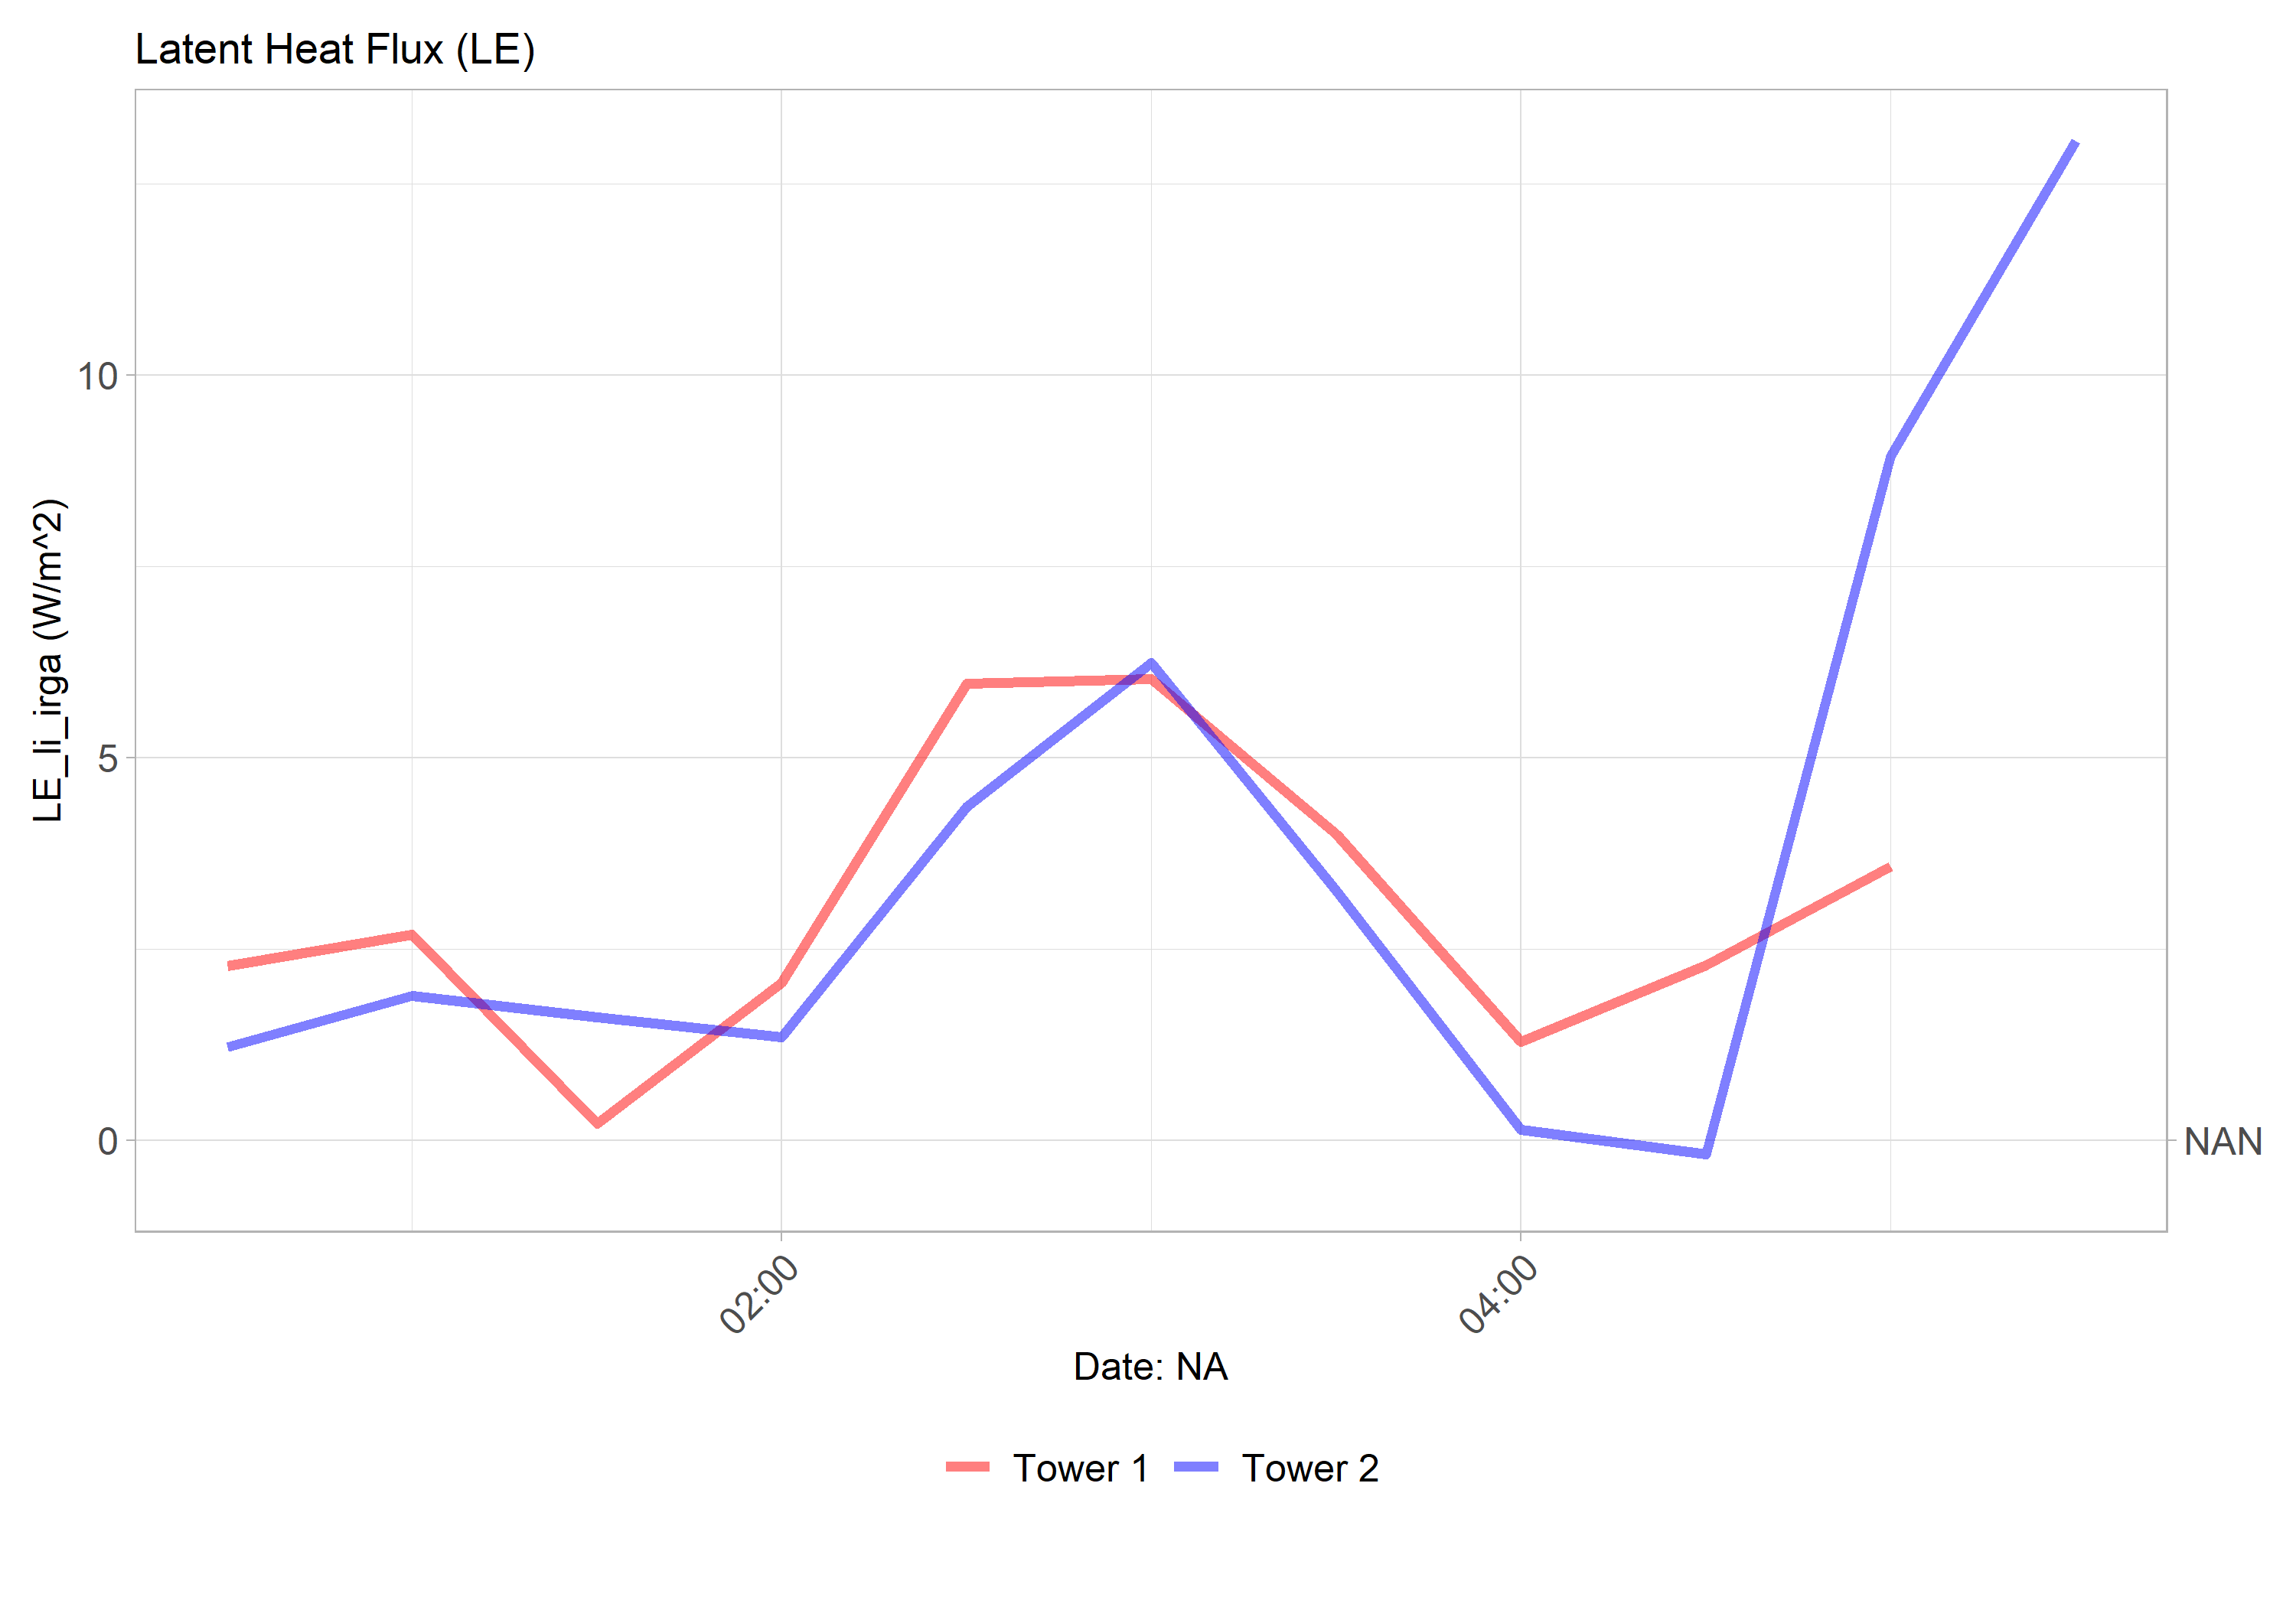 Latent Heat Flux (LE)
LE_li_irga (W/m^2)
10
5
0
NAN
02:00
04:00
Date: NA
Tower 1
Tower 2